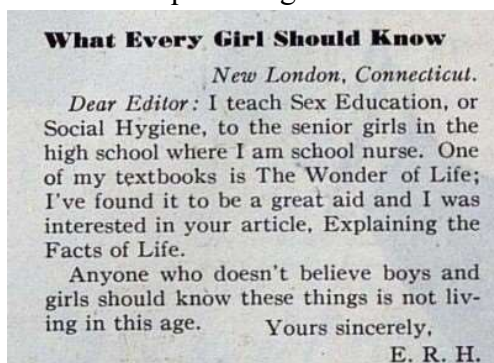 What Every Girl Should Know
New London, Connecticut.
Dear Editor: I teach Sex Education, or
Social Hygiene, to the senior girls in the
high school where I am school nurse. One
of my textbooks is The Wonder of Life;
I've found it to be a great aid and I was
interested in your article, Explaining the
Facts of Life.
Anyone who doesn't believe boys and
girls should know these things is not liv-
ing in this age. Yours sincerely,
E. R. H.